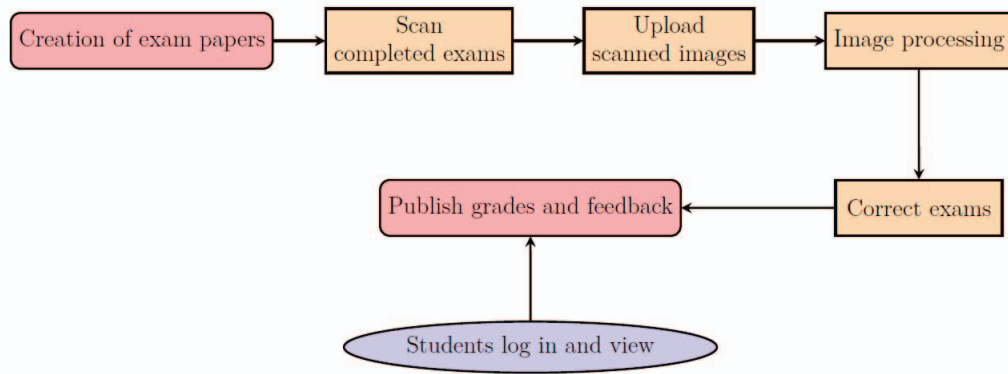 Creation of exam papers
Scan
completed exams
Upload
scanned images
Image processing
Correct exams
Publish grades and feedback
Students log in and view